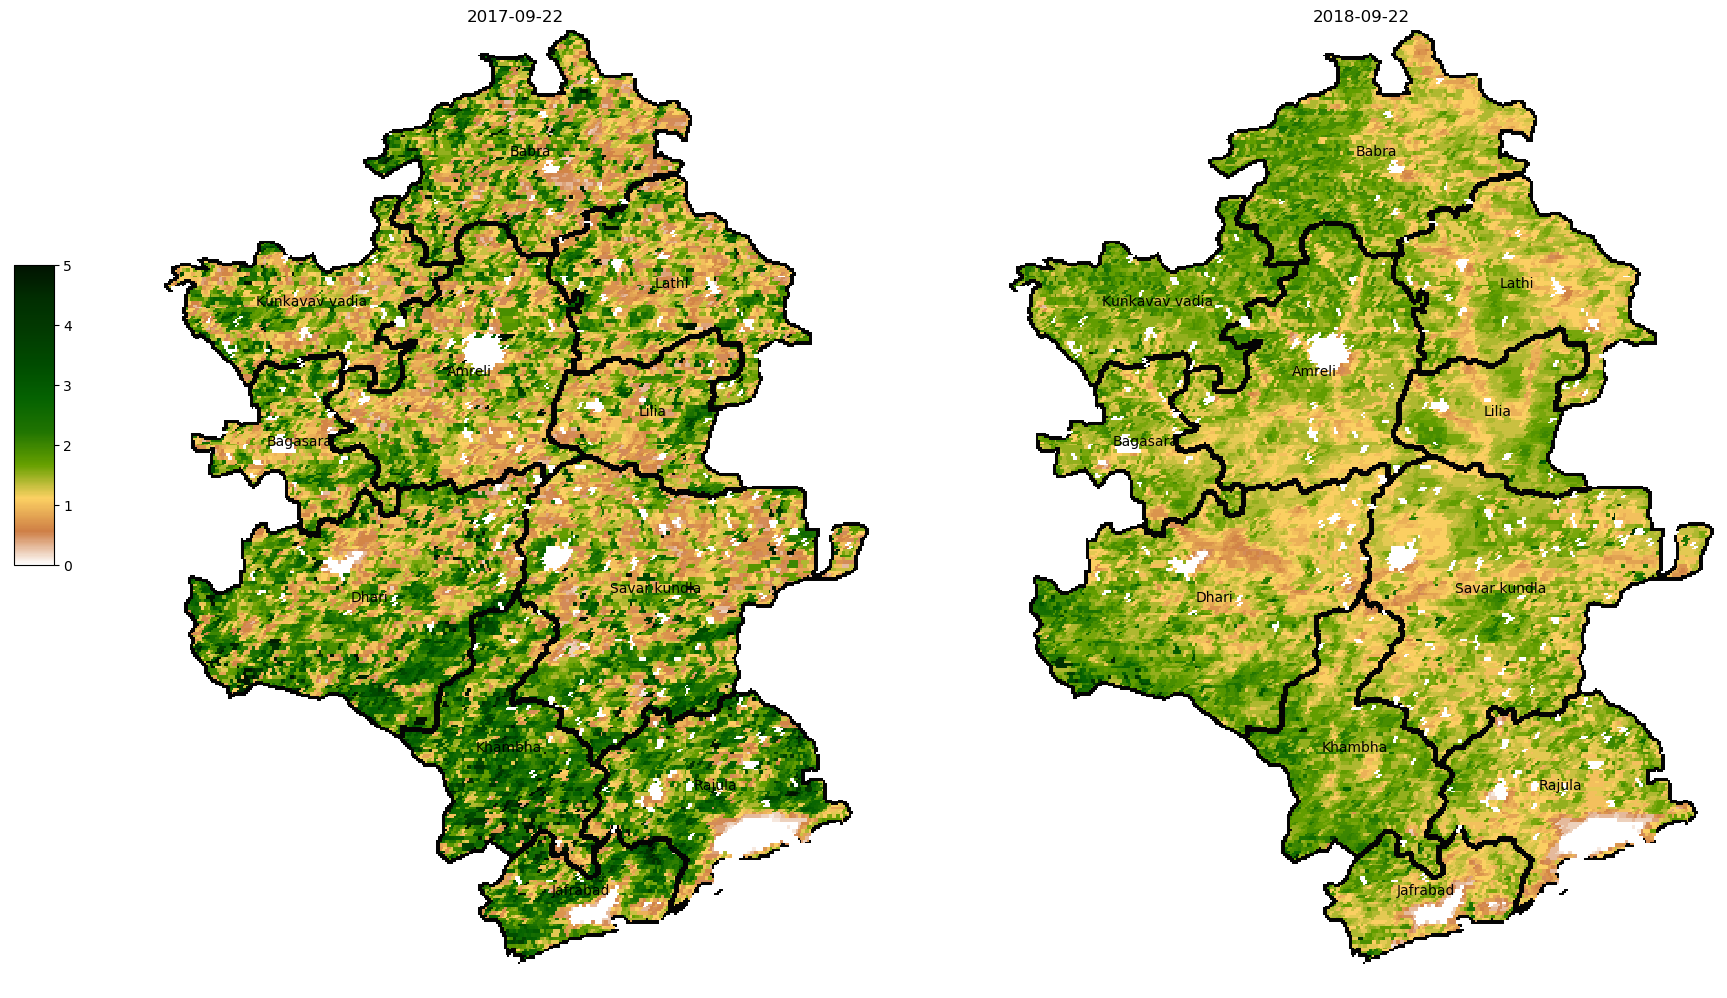 2017-09-22
2018-09-22
Babra
Lathi
Kunkavav vadia
Amreli
Lilia
Bagasara
Dhari
Savar kundla
Khambha
Rajula
Jafrabad
Babra
Lathi
Kunkavav vadia
Amreli
Lilia
Bagasara
Dhari
Savar kundla
Khambha
Rajula
Jafrabad
5
4
3
2
1
0